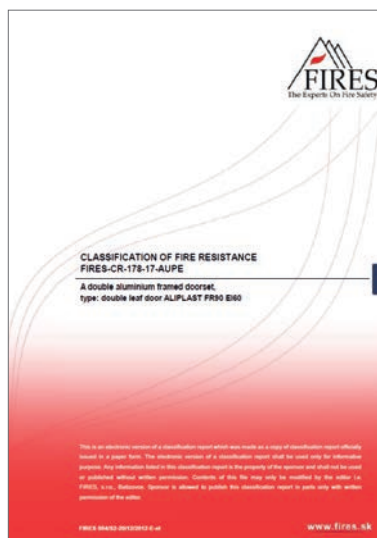 FIRES
The Experts On Fire Safety
CLASSIFICATION OF FIRE RESISTANCE
FIRES-CR-178-17-AUPE
A double aluminium framed doorset,
type: double leaf door ALIPLAST FR90 EI60
This is an electronic version of a classification report which was made as a copy of classification report officially
issued in a paper form. The electronic version of a classification report shall be used only for informative
purpose. Any information listed in this classification report is the property of the sponsor and shall not be used
or published without written permission. Contents of this file may only be modified by the editor i.e.
FIRES, s.r.o., Batizovce. Sponsor is allowed to publish this classification report in parts only with written
permission of the editor.
www.fires.sk